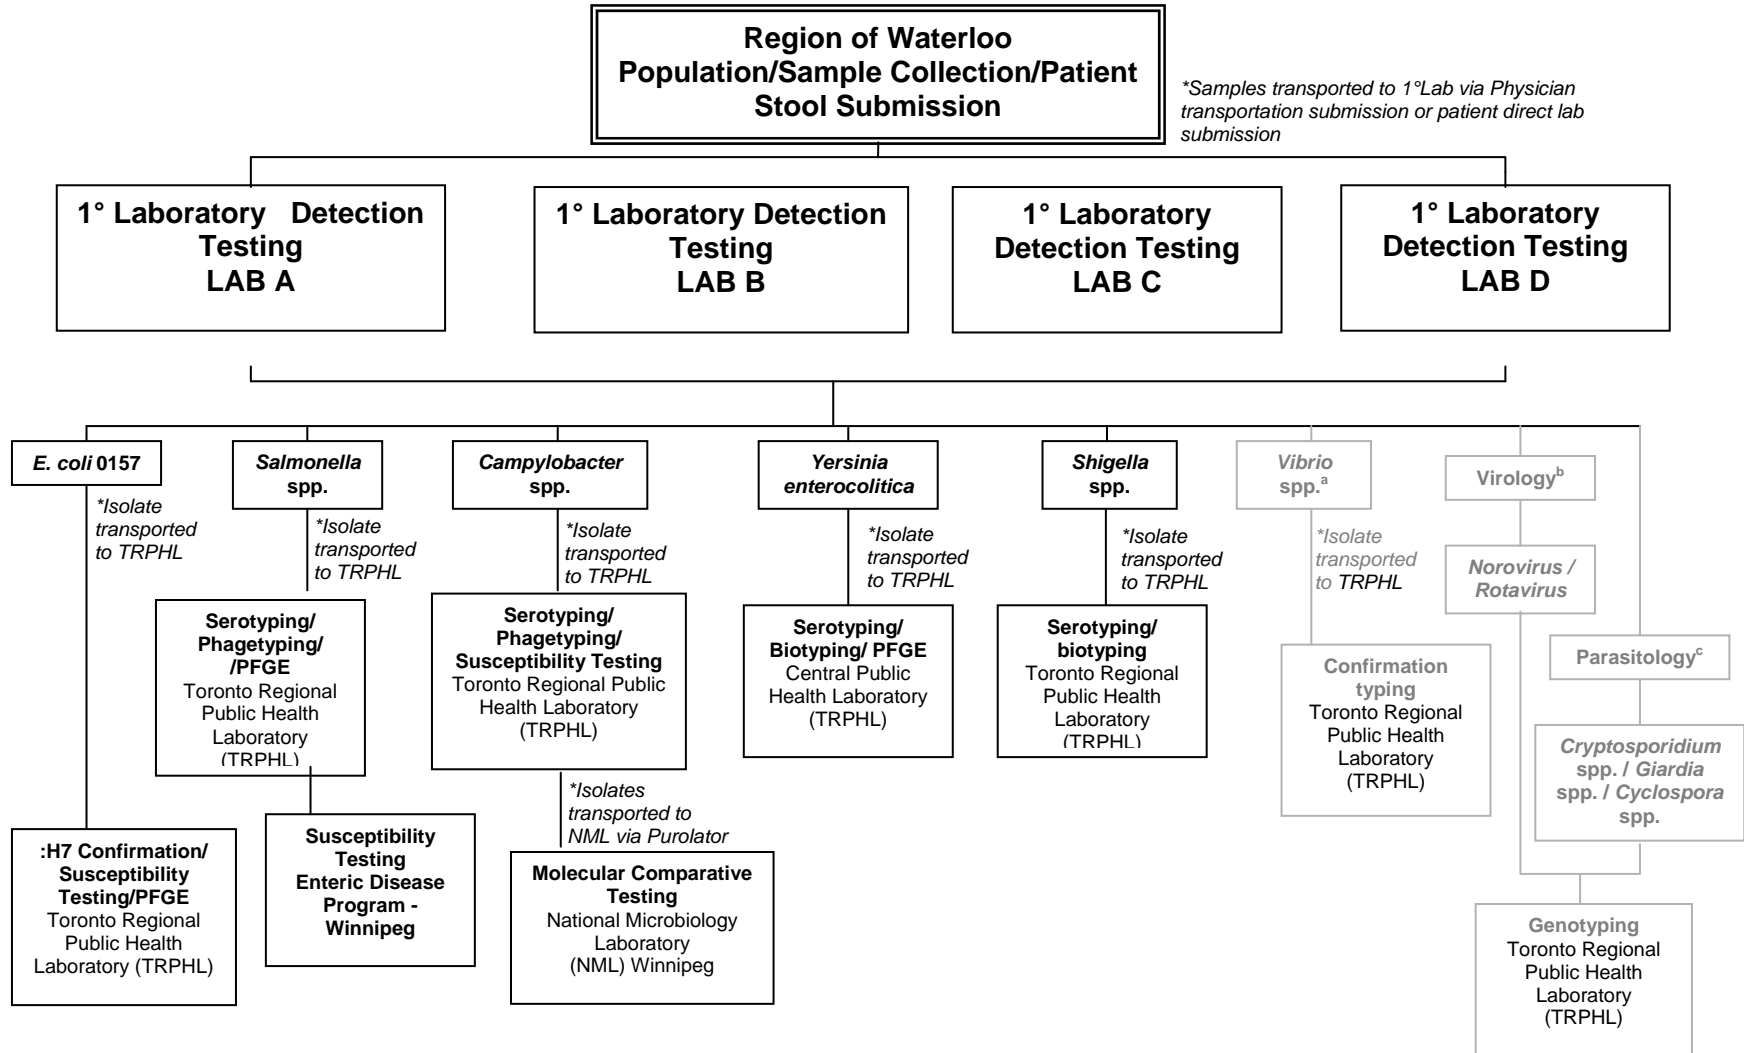 Region of Waterloo
Population/Sample Collection/Patient
Stool Submission
*Samples transported to 1°Lab via Physician
transportation submission or patient direct lab
submission
1° Laboratory Detection
Testing
LAB A
1° Laboratory Detection
Testing
LAB B
1° Laboratory
Detection Testing
LAB C
1° Laboratory
Detection Testing
LAB D
E. coli 0157
*Isolate
transported
to TRPHL
:H7 Confirmation/
Susceptibility
Testing/PFGE
Toronto Regional
Public Health
Laboratory (TRPHL)
Salmonella
spp.
*Isolate
transported
to TRPHL
Serotyping/
Phagetyping/
/PFGE
Toronto Regional
Public Health
Laboratory
(TRPHL)
Susceptibility
Testing
Enteric Disease
Program -
Winnipeg
Campylobacter
spp.
*Isolate
transported
to TRPHL
Serotyping/
Phagetyping/
Susceptibility Testing
Toronto Regional Public
Health Laboratory
(TRPHL)
*Isolates
transported to
NML via Purolator
Molecular Comparative
Testing
National Microbiology
Laboratory
(NML) Winnipeg
Yersinia
enterocolitica
*Isolate
transported
to TRPHL
Serotyping/
Biotyping/ PFGE
Central Public
Health Laboratory
(TRPHL)
Shigella
spp.
*Isolate
transported
to TRPHL
Serotyping/
biotyping
Toronto Regional
Public Health
Laboratory
(TRPHL)
Vibrio
spp.ᵃ
*Isolate
transported
to TRPHL
Confirmation
typing
Toronto Regional
Public Health
Laboratory
(TRPHL)
Virologyᵇ
Norovirus /
Rotavirus
Parasitologyᶜ
Cryptosporidium
spp. / Giardia
spp. / Cyclospora
spp.
Genotyping
Toronto Regional
Public Health
Laboratory
(TRPHL)